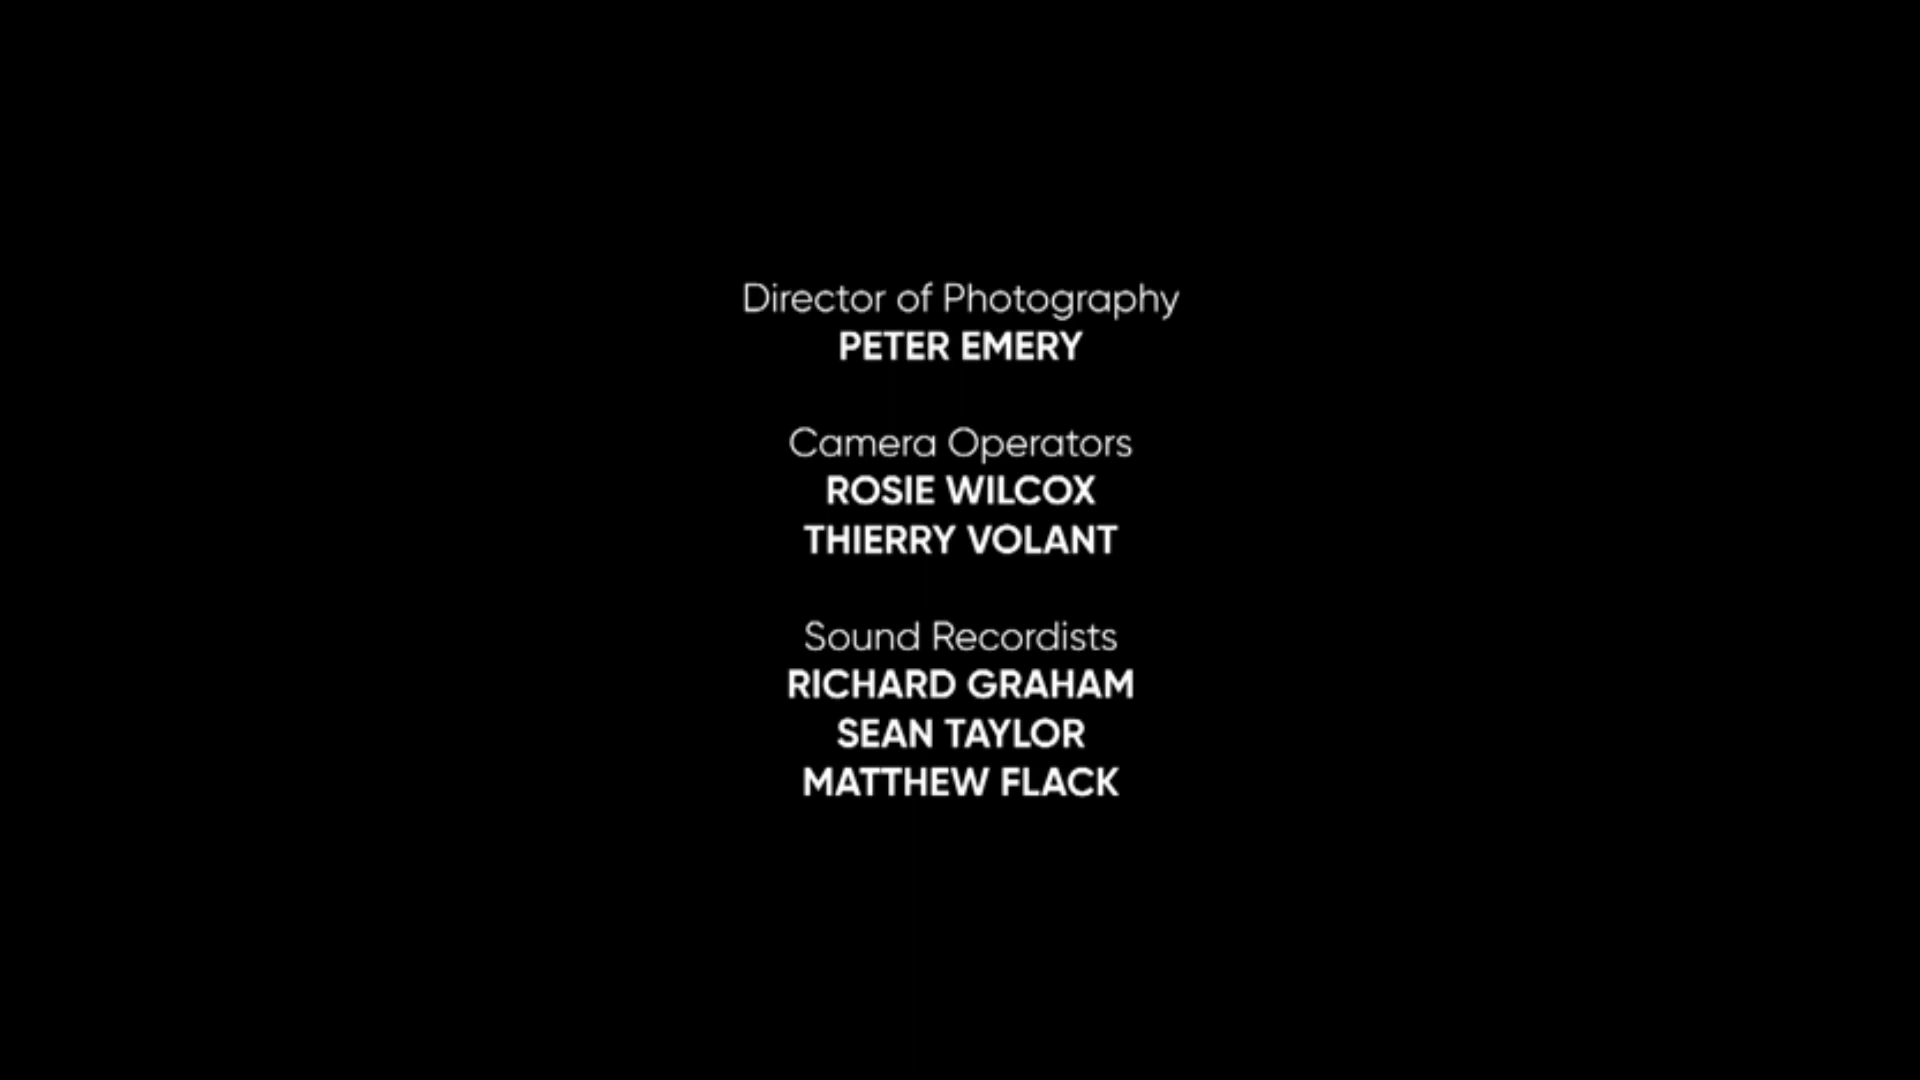 Director of Photography
PETER EMERY
Camera Operators
ROSIE WILCOX
THIERRY VOLANT
Sound Recordists
RICHARD GRAHAM
SEAN TAYLOR
MATTHEW FLACK